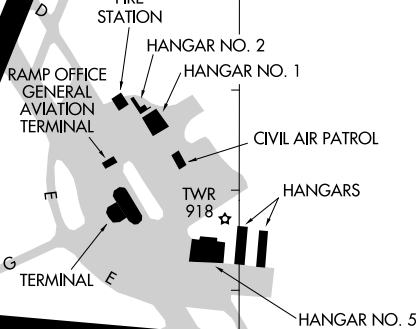 D
STATION
HANGAR NO. 2
HANGAR NO. 1
RAMP OFFICE
GENERAL
AVIATION
TERMINAL
CIVIL AIR PATROL
E
TWR
918
HANGARS
G
TERMINAL
E
HANGAR NO. 5